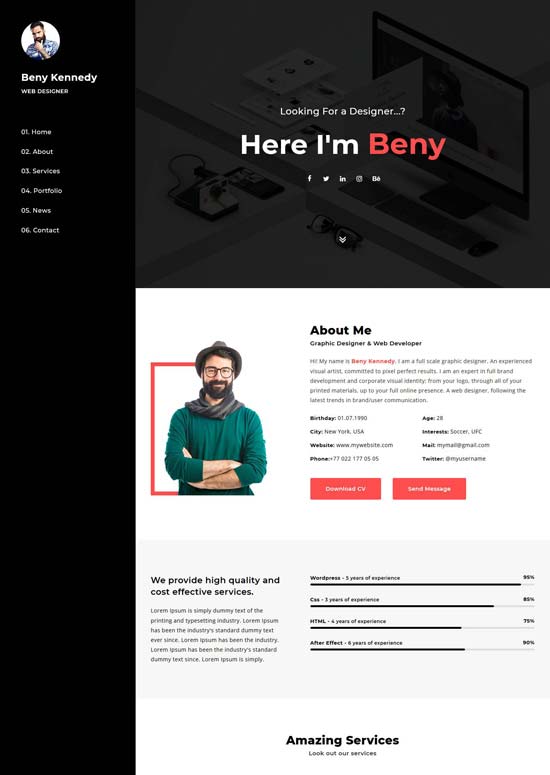 Beny Kennedy
WEB DESIGNER
01. Home
02. About
03. Services
04. Portfolio
05. News
06. Contact
Looking For a Designer...?
Here I'm Beny
Bē
About Me
Graphic Designer & Web Developer
Hi! My name is Beny Kennedy. I am a full scale graphic designer. An experienced
visual artist, committed to pixel perfect results. I am an expert in full brand
development and corporate visual identity; from your logo, through all of your
printed materials, up to your full online presence. A web designer, following the
latest trends in brand/user communication.
Birthday: 01.07.1990 Age: 28
City: New York, USA Interests: Soccer, UFC
Website: www.mywebsite.com Mail: mymail@gmail.com
Phone:+77 022 177 05 05 Twitter: @myusername
Download CV Send Message
We provide high quality and
cost effective services.
Lorem Ipsum is simply dummy text of the
printing and typesetting industry. Lorem Ipsum
has been the industry's standard dummy text
ever since. Lorem Ipsum has been the industry's
standard dummy text ever since. Lorem Ipsum
has been the industry's standard dummy text
dummy text since. Lorem Ipsum is simply.
Wordpress - 5 years of experience 95%
Css - 3 years of experience 85%
HTML - 4 years of experience 75%
After Effect - 6 years of experience 90%
Amazing Services
Look out our services